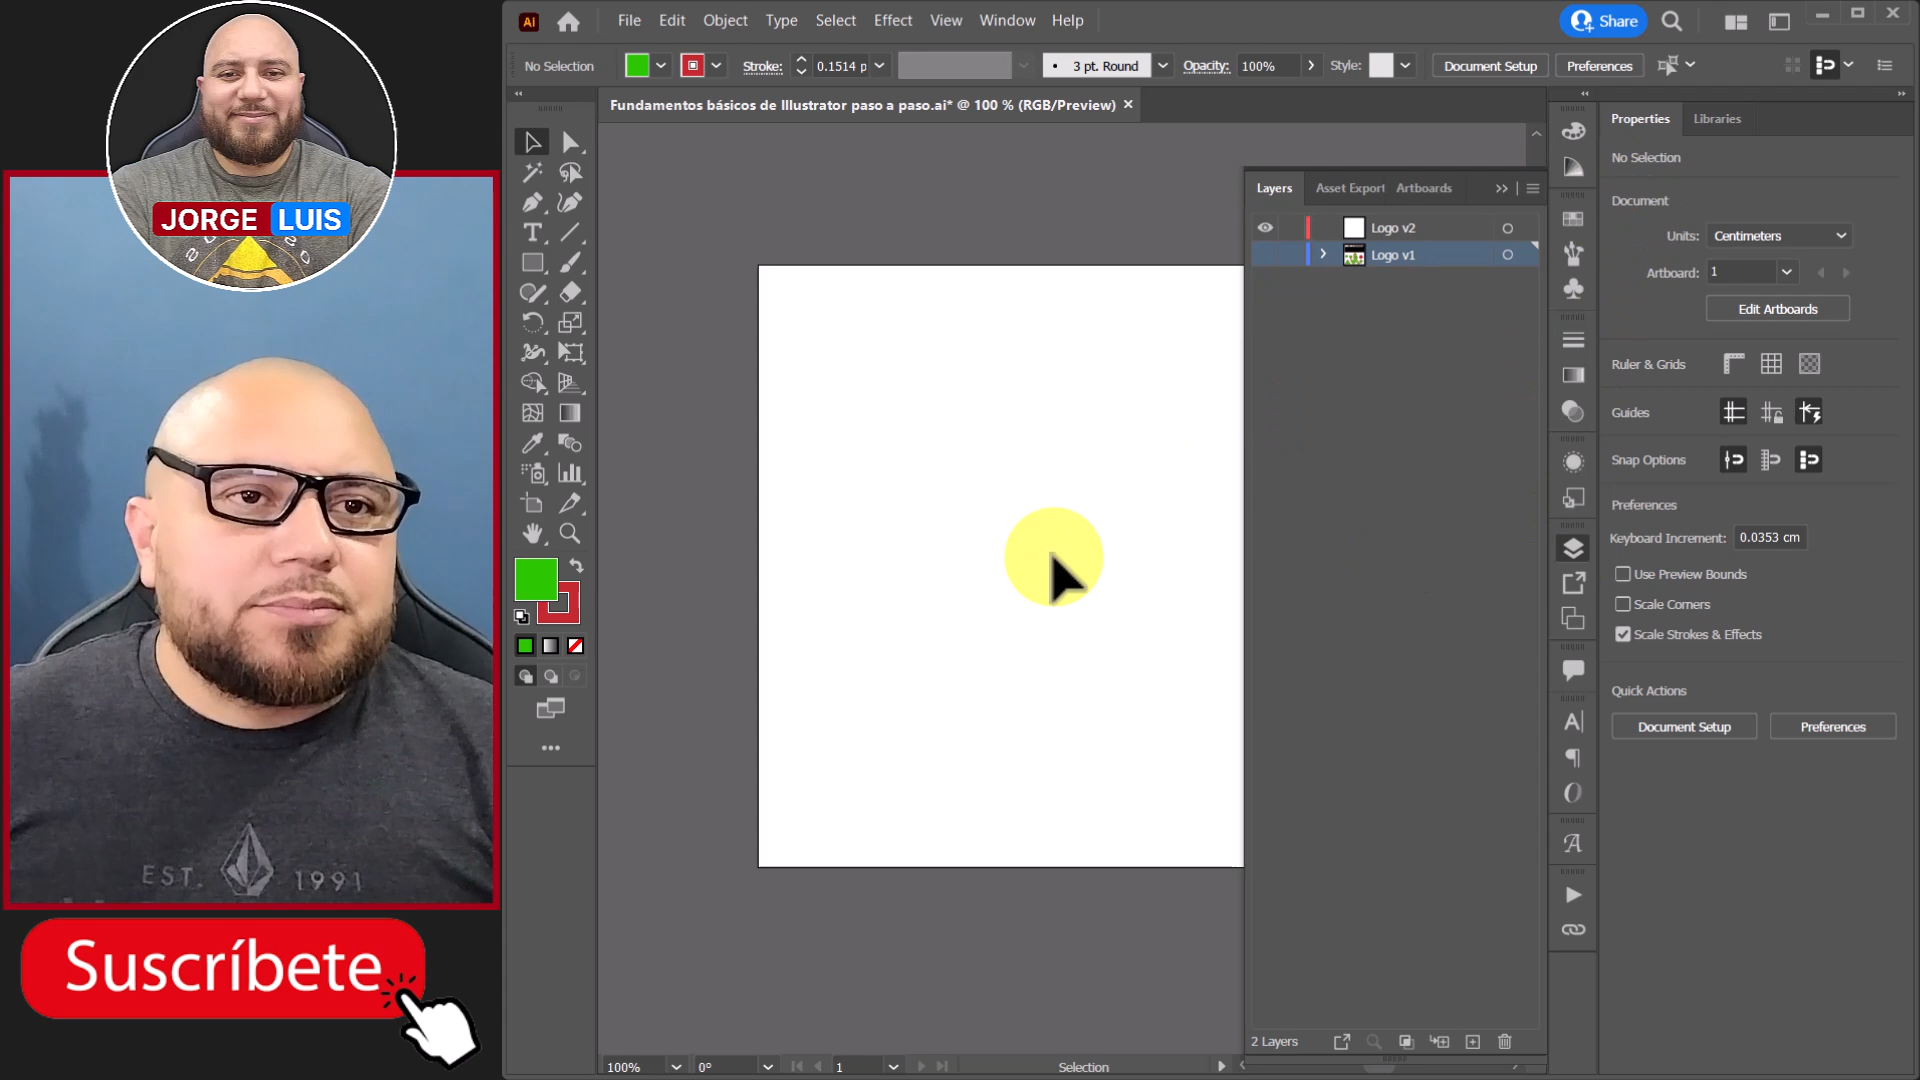 JORGE LUIS
EST. 1991
Suscríbete
Ai
File Edit Object Type Select Effect View Window Help
Share
No Selection
Stroke:
0.1514 p
3 pt. Round
Opacity:
100%
Style:
Document Setup
Preferences
Fundamentos básicos de Illustrator paso a paso.ai* @ 100 % (RGB/Preview)
Layers
Asset Export
Artboards
Logo v2
Logo v1
2 Layers
100%
0°
1
Selection
Properties
Libraries
No Selection
Document
Units:
Centimeters
Artboard:
1
Edit Artboards
Ruler & Grids
Guides
Snap Options
Preferences
Keyboard Increment:
0.0353 cm
Use Preview Bounds
Scale Corners
Scale Strokes & Effects
Quick Actions
Document Setup
Preferences